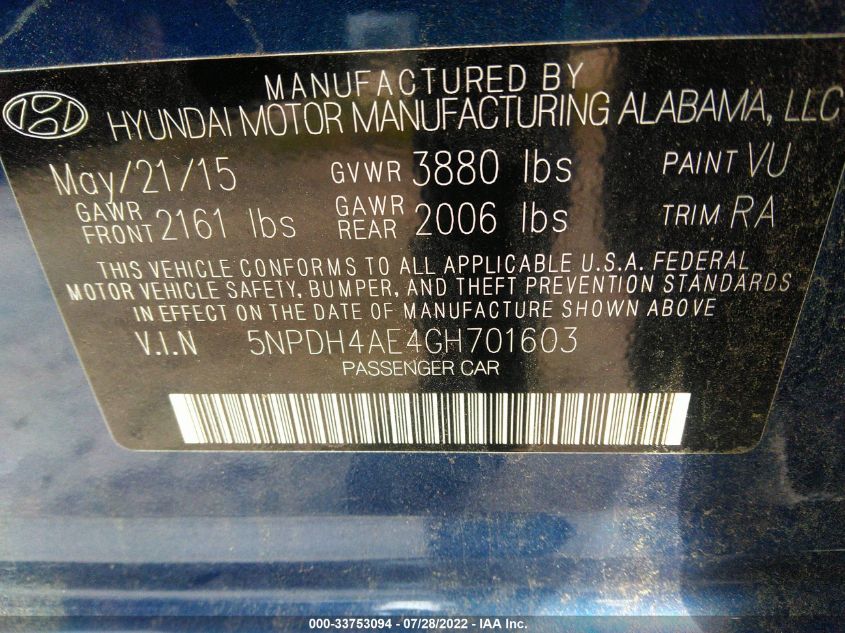 MANUFACTURED BY
HYUNDAI MOTOR MANUFACTURING ALABAMA, LLC
May/21/15 GVWR 3880 lbs PAINT VU
GAWR FRONT 2161 lbs GAWR REAR 2006 lbs TRIM RA
THIS VEHICLE CONFORMS TO ALL APPLICABLE U.S.A. FEDERAL
MOTOR VEHICLE SAFETY, BUMPER, AND THEFT PREVENTION STANDARDS
IN EFFECT ON THE DATE OF MANUFACTURE SHOWN ABOVE.
V.I.N 5NPDH4AE4GH701603
PASSENGER CAR
000-33753094 - 07/28/2022 - IAA Inc.